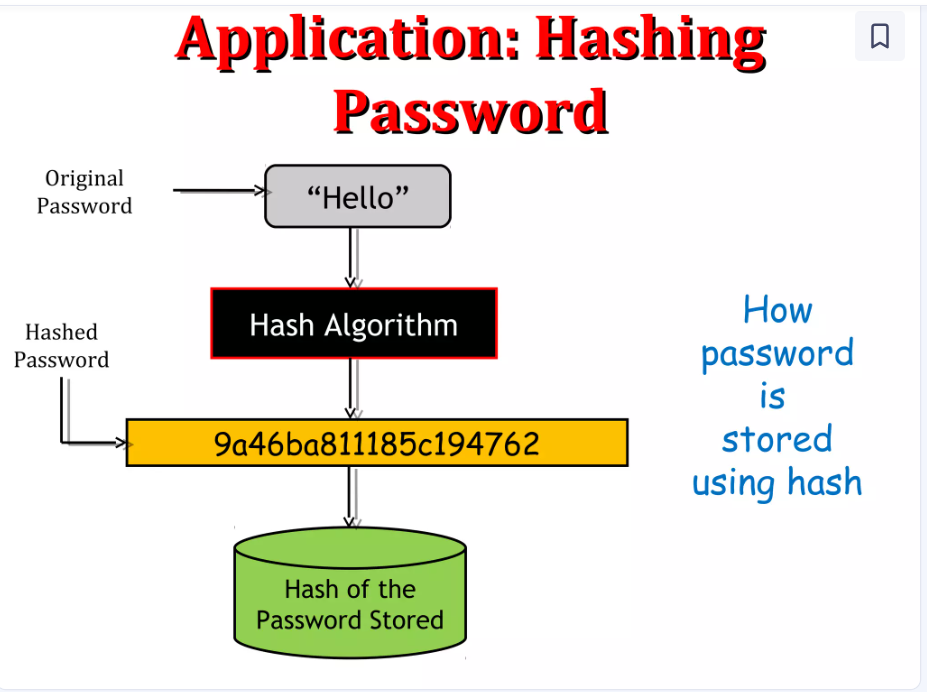 Application: Hashing
Password
Original
Password
“Hello”
Hash Algorithm
Hashed
Password
9a46ba811185c194762
Hash of the
Password Stored
How
password
is
stored
using hash